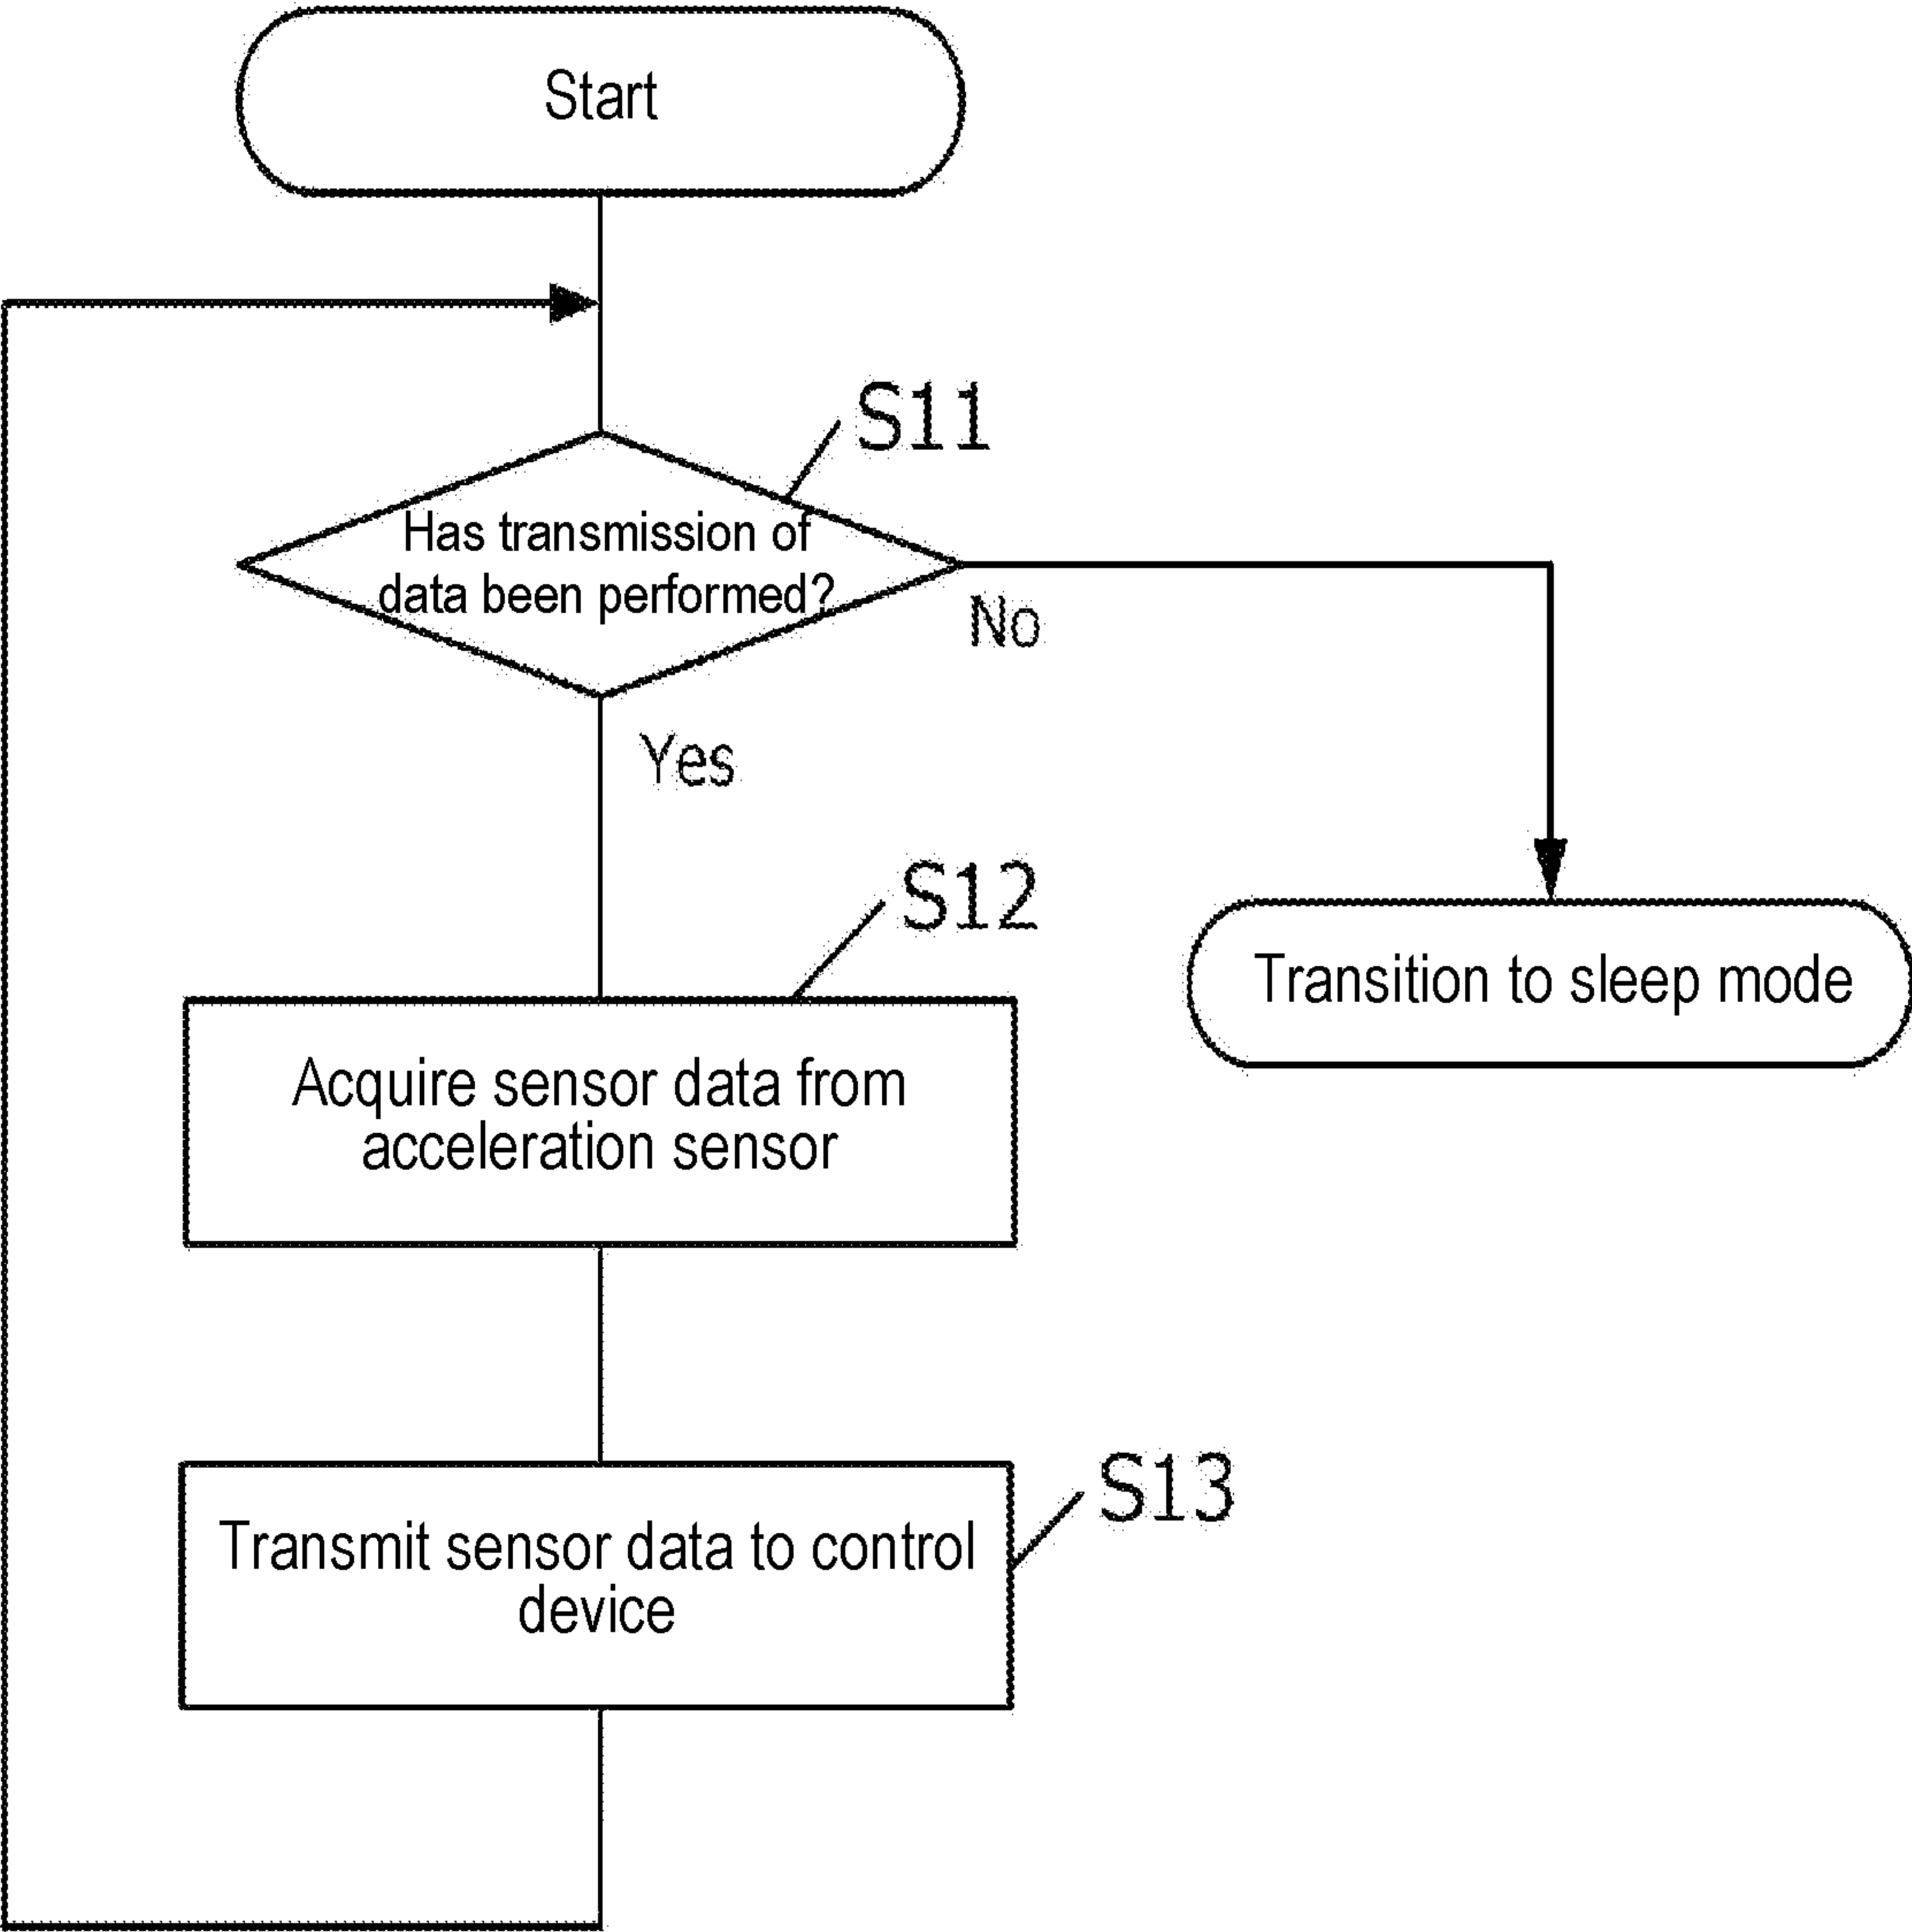 Start
S11
Has transmission of
data been performed?
No
Yes
S12
Transition to sleep mode
Acquire sensor data from
acceleration sensor
S13
Transmit sensor data to control
device